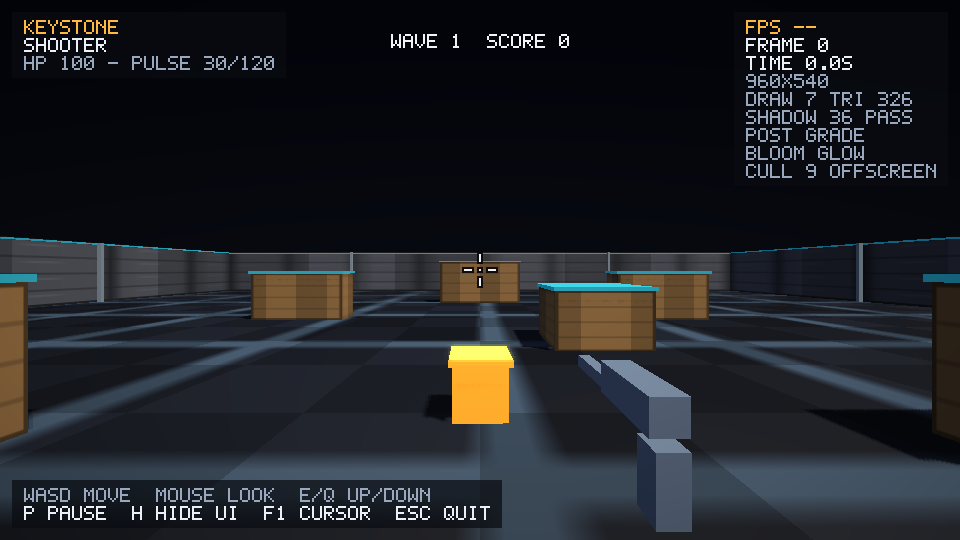 KEYSTONE
SHOOTER
HP 100 - PULSE 30/120
WAVE 1  SCORE 0
FPS --
FRAME 0
TIME 0.0S
960X540
DRAW 7 TRI 326
SHADOW 36 PASS
POST GRADE
BLOOM GLOW
CULL 9 OFFSCREEN
WASD MOVE  MOUSE LOOK  E/Q UP/DOWN
P PAUSE  H HIDE UI  F1 CURSOR  ESC QUIT